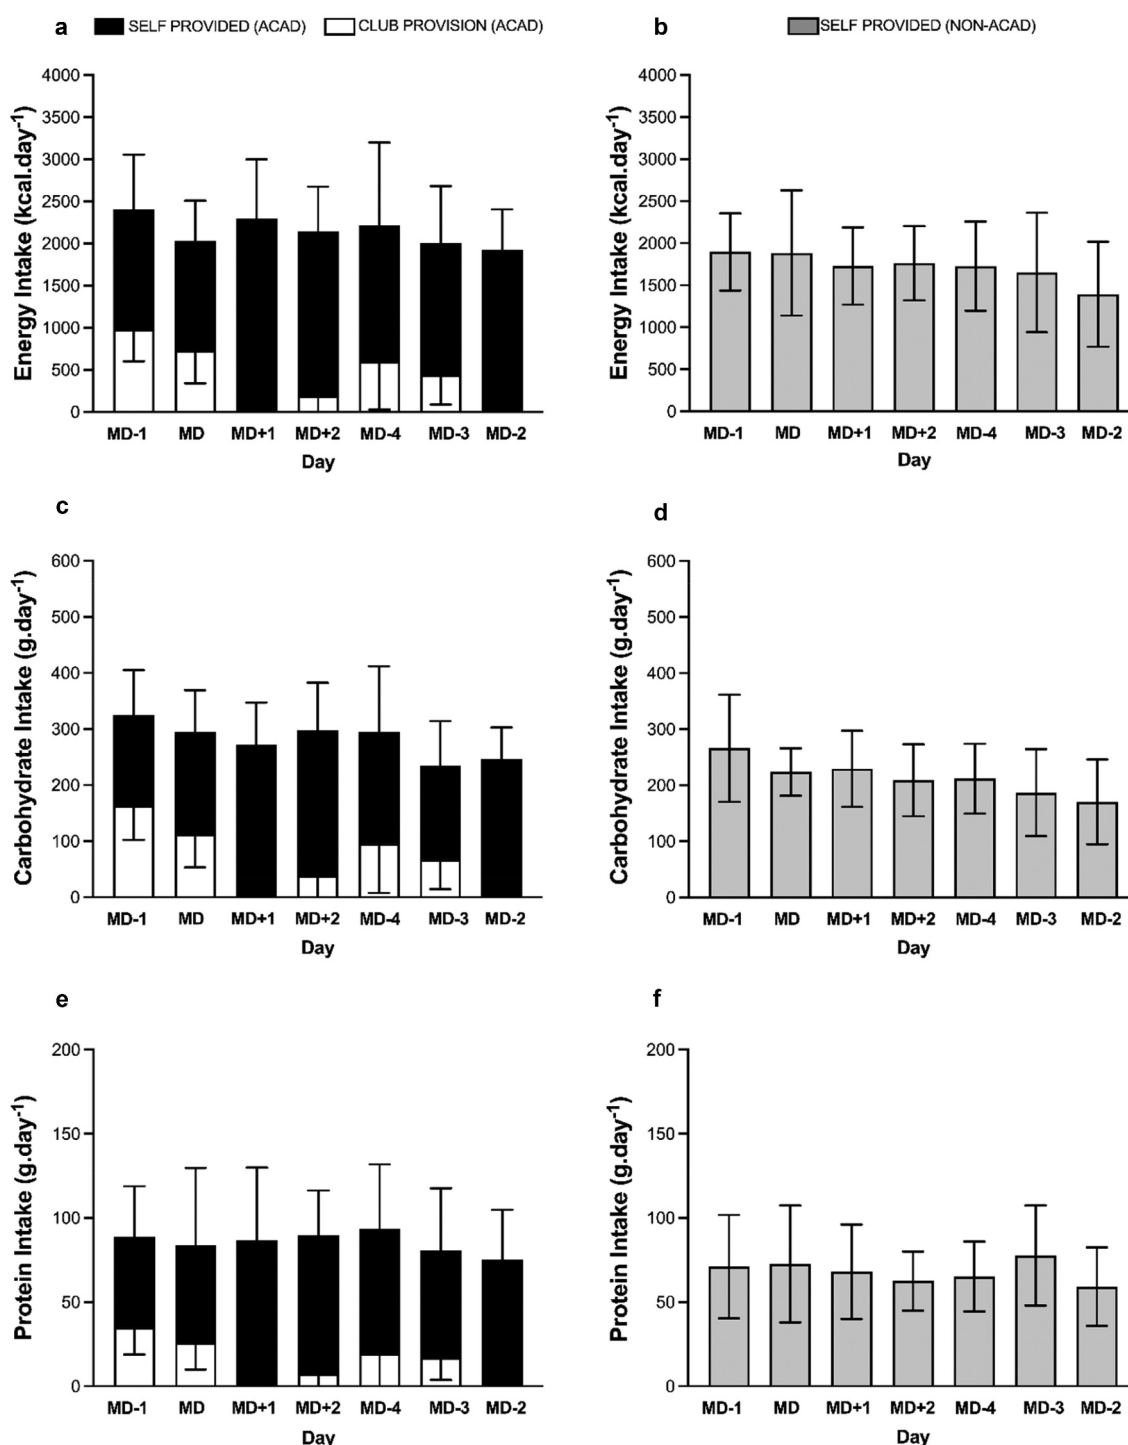 a SELF PROVIDED (ACAD) CLUB PROVISION (ACAD)
b SELF PROVIDED (NON-ACAD)
Energy Intake (kcal.day⁻¹)
4000
3500
3000
2500
2000
1500
1000
500
0
MD-1 MD MD+1 MD+2 MD-4 MD-3 MD-2
Day
Energy Intake (kcal.day⁻¹)
4000
3500
3000
2500
2000
1500
1000
500
0
MD-1 MD MD+1 MD+2 MD-4 MD-3 MD-2
Day
c
Carbohydrate Intake (g.day⁻¹)
600
500
400
300
200
100
0
MD-1 MD MD+1 MD+2 MD-4 MD-3 MD-2
Day
d
Carbohydrate Intake (g.day⁻¹)
600
500
400
300
200
100
0
MD-1 MD MD+1 MD+2 MD-4 MD-3 MD-2
Day
e
Protein Intake (g.day⁻¹)
200
150
100
50
0
MD-1 MD MD+1 MD+2 MD-4 MD-3 MD-2
Day
f
Protein Intake (g.day⁻¹)
200
150
100
50
0
MD-1 MD MD+1 MD+2 MD-4 MD-3 MD-2
Day